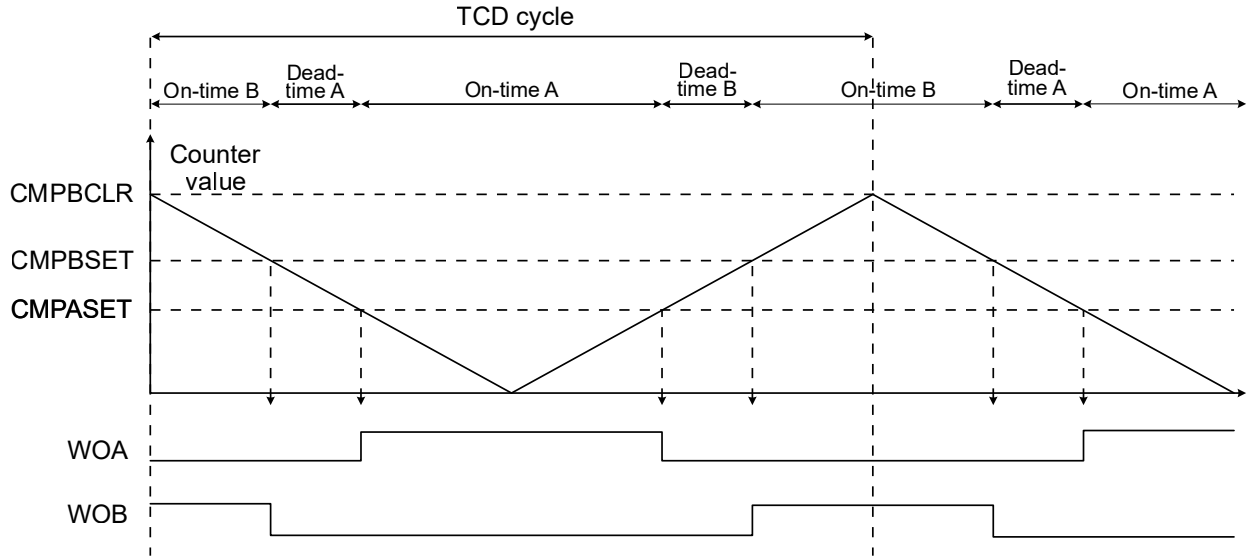 TCD cycle
On-time B
Dead-
time A
On-time A
Dead-
time B
On-time B
Dead-
time A
On-time A
Counter
value
CMPBCLR
CMPBSET
CMPASET
WOA
WOB